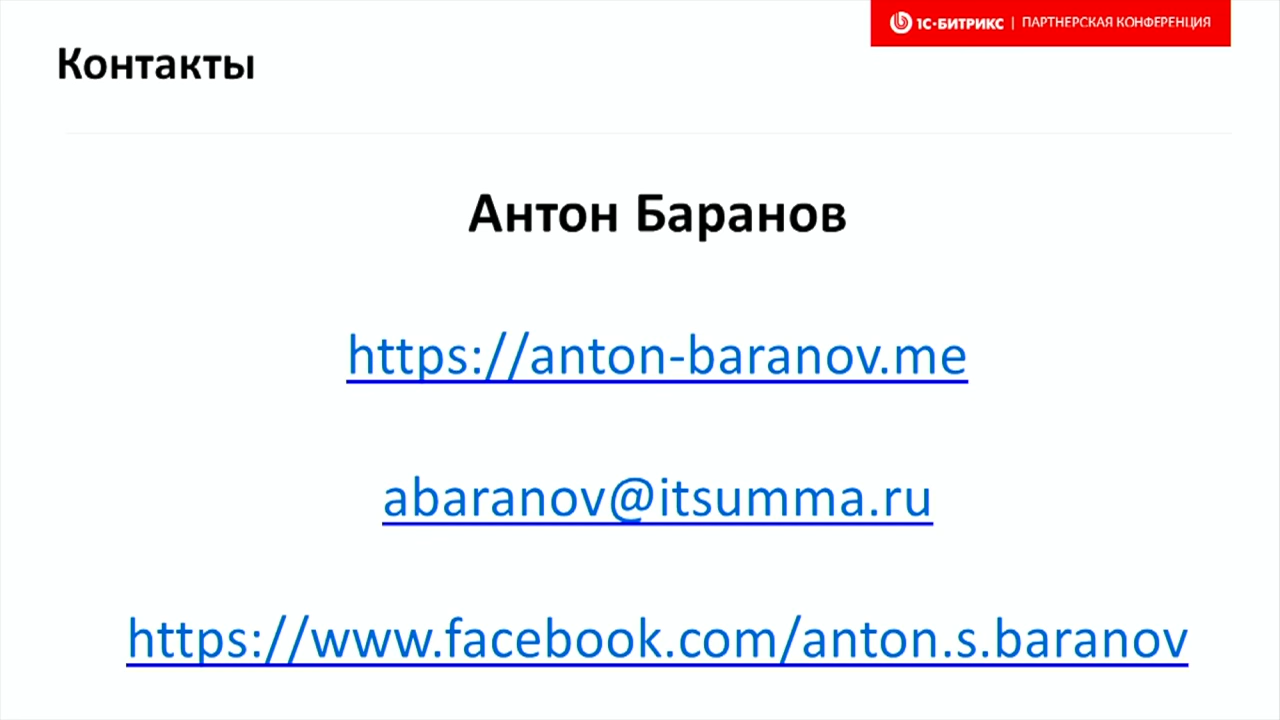 1С-БИТРИКС | ПАРТНЕРСКАЯ КОНФЕРЕНЦИЯ
Контакты
Антон Баранов
https://anton-baranov.me
abaranov@itsumma.ru
https://www.facebook.com/anton.s.baranov